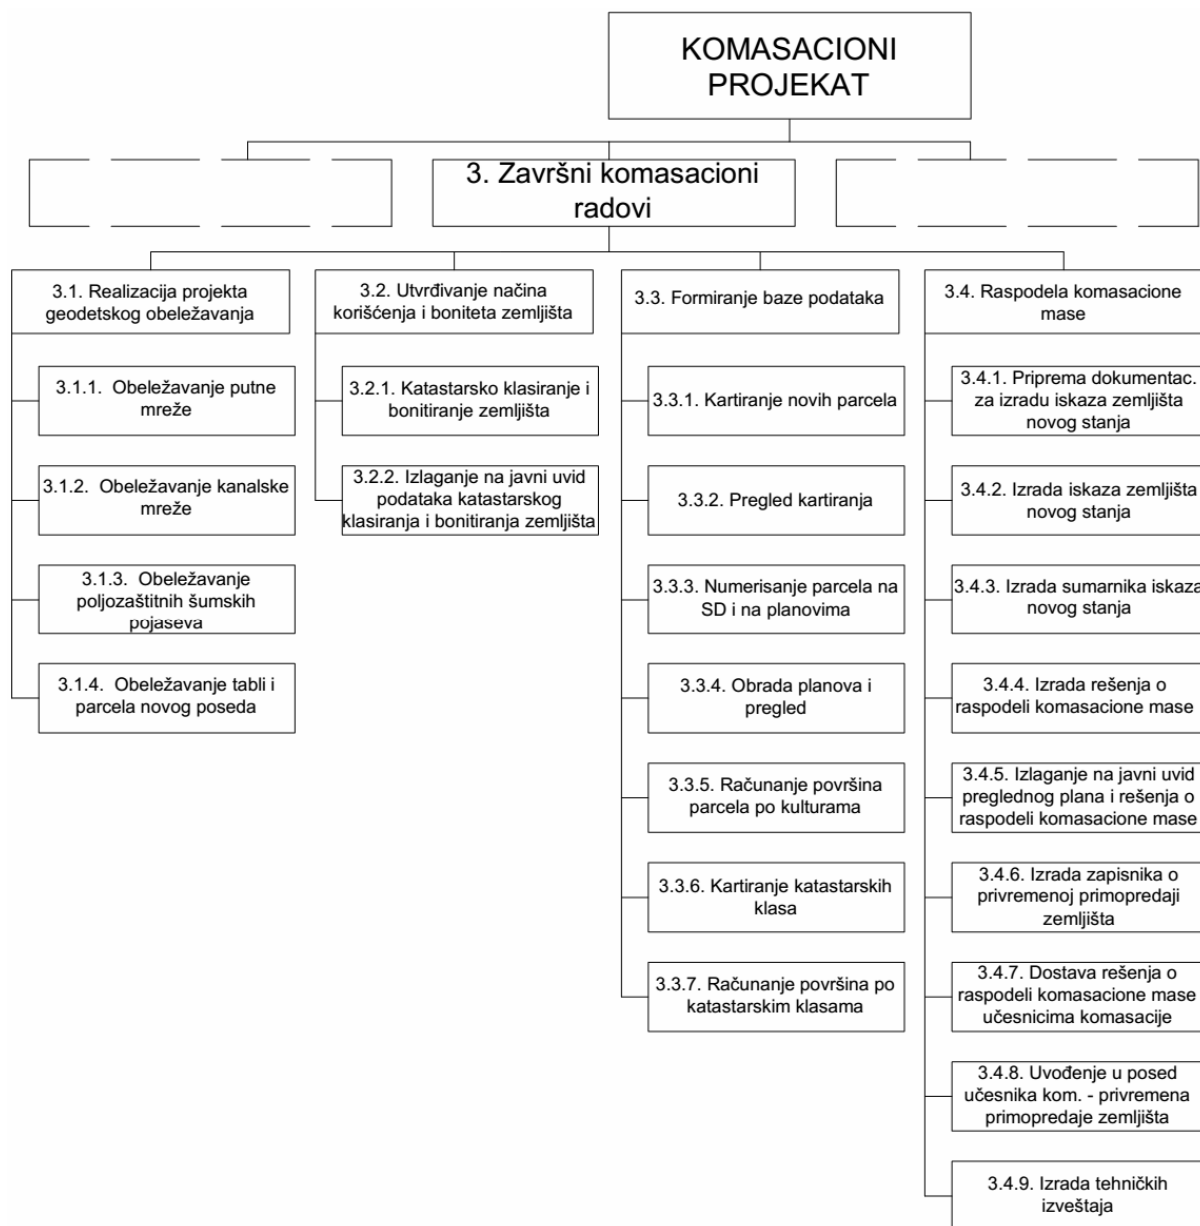 KOMASACIONI
PROJEKAT
3. Završni komasacioni
radovi
3.1. Realizacija projekta
geodetskog obeležavanja
3.1.1. Obeležavanje putne
mreže
3.1.2. Obeležavanje kanalske
mreže
3.1.3. Obeležavanje
poljozaštitnih šumskih
pojaseva
3.1.4. Obeležavanje tabli i
parcela novog poseda
3.2. Utvrđivanje načina
korišćenja i boniteta zemljišta
3.2.1. Katastarsko klasiranje i
bonitiranje zemljišta
3.2.2. Izlaganje na javni uvid
podataka katastarskog
klasiranja i bonitiranja zemljišta
3.3. Formiranje baze podataka
3.3.1. Kartiranje novih parcela
3.3.2. Pregled kartiranja
3.3.3. Numerisanje parcela na
SD i na planovima
3.3.4. Obrada planova i
pregled
3.3.5. Računanje površina
parcela po kulturama
3.3.6. Kartiranje katastarskih
klasa
3.3.7. Računanje površina po
katastarskim klasama
3.4. Raspodela komasacione
mase
3.4.1. Priprema dokumentac.
za izradu iskaza zemljišta
novog stanja
3.4.2. Izrada iskaza zemljišta
novog stanja
3.4.3. Izrada sumarnika iskaza
novog stanja
3.4.4. Izrada rešenja o
raspodeli komasacione mase
3.4.5. Izlaganje na javni uvid
preglednog plana i rešenja o
raspodeli komasacione mase
3.4.6. Izrada zapisnika o
privremenoj primopredaji
zemljišta
3.4.7. Dostava rešenja o
raspodeli komasacione mase
učesnicima komasacije
3.4.8. Uvođenje u posed
učesnika kom. - privremena
primopredaje zemljišta
3.4.9. Izrada tehničkih
izveštaja